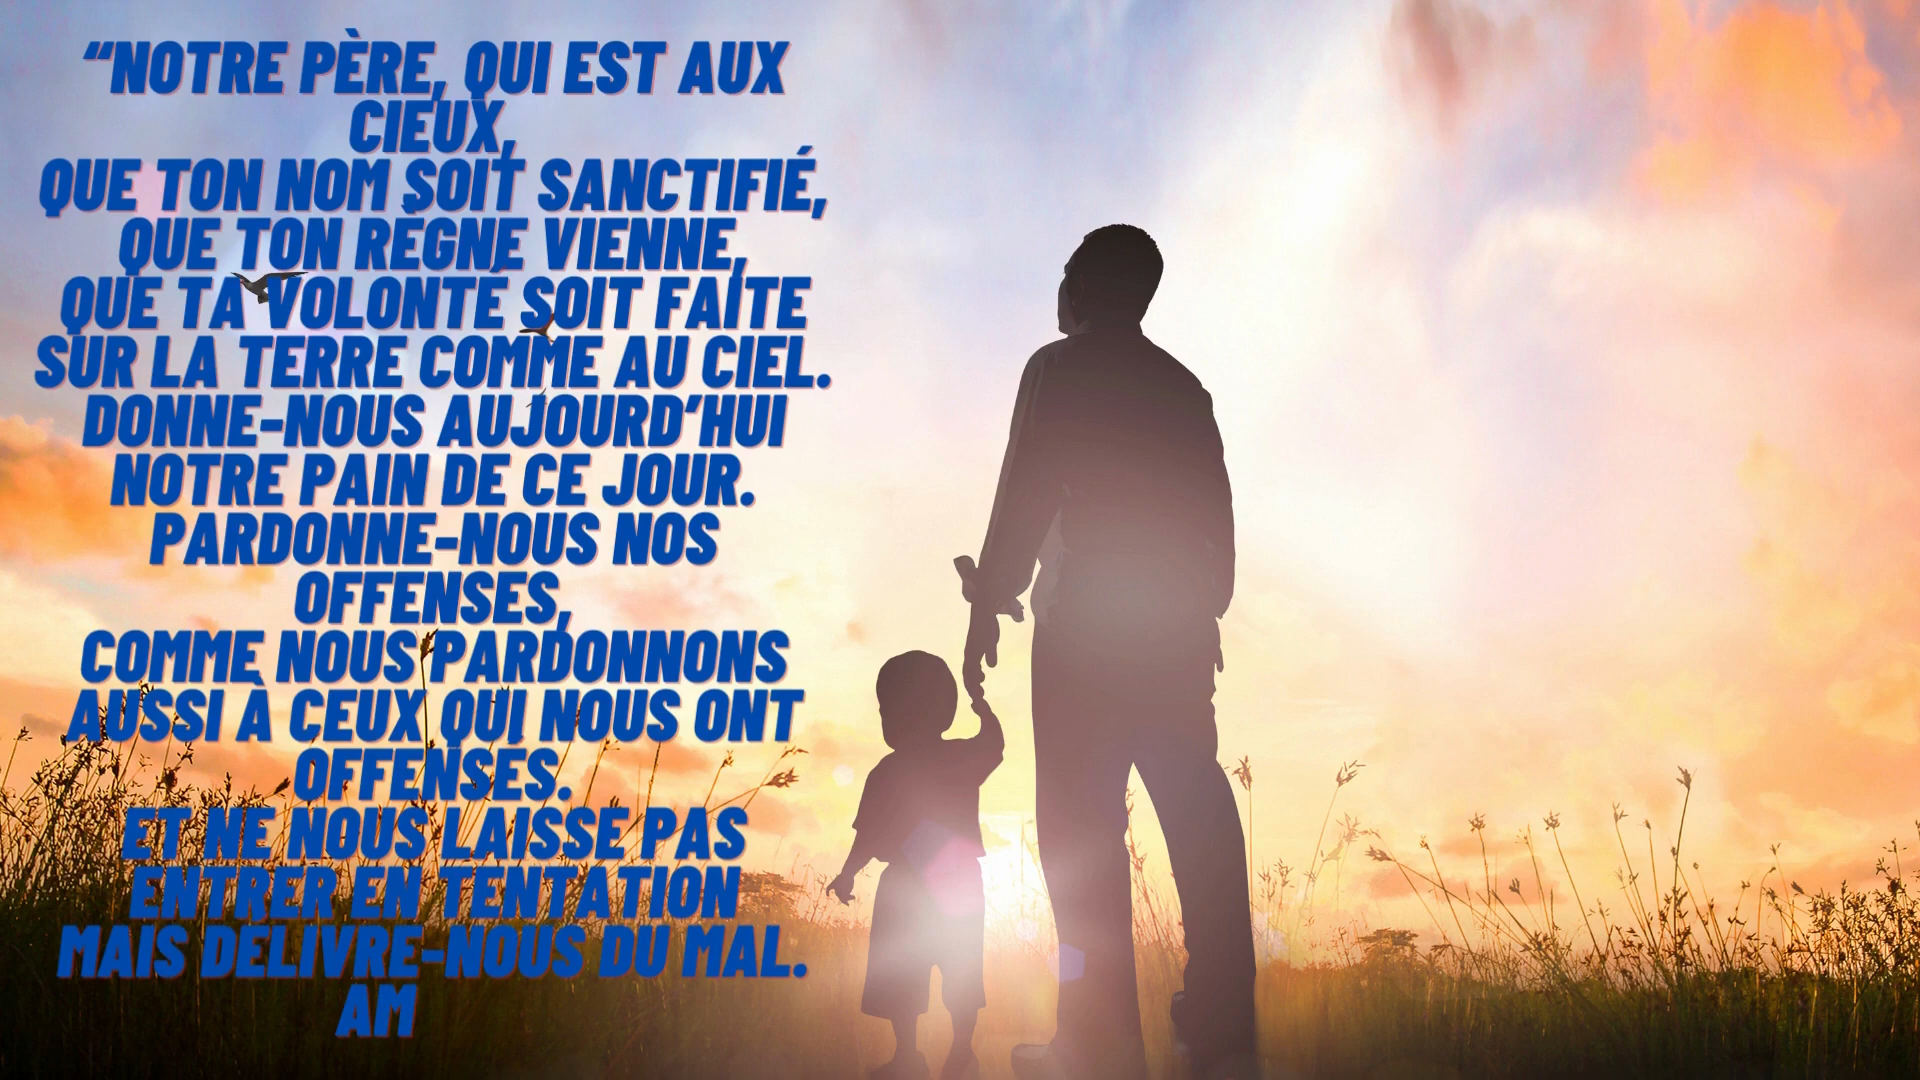 “NOTRE PÈRE, QUI EST AUX
CIEUX,
QUE TON NOM SOIT SANCTIFIÉ,
QUE TON RÈGNE VIENNE,
QUE TA VOLONTÉ SOIT FAITE
SUR LA TERRE COMME AU CIEL.
DONNE-NOUS AUJOURD’HUI
NOTRE PAIN DE CE JOUR.
PARDONNE-NOUS NOS
OFFENSES,
COMME NOUS PARDONNONS
AUSSI À CEUX QUI NOUS ONT
OFFENSÉS.
ET NE NOUS LAISSE PAS
ENTRER EN TENTATION
MAIS DÉLIVRE-NOUS DU MAL.
AM